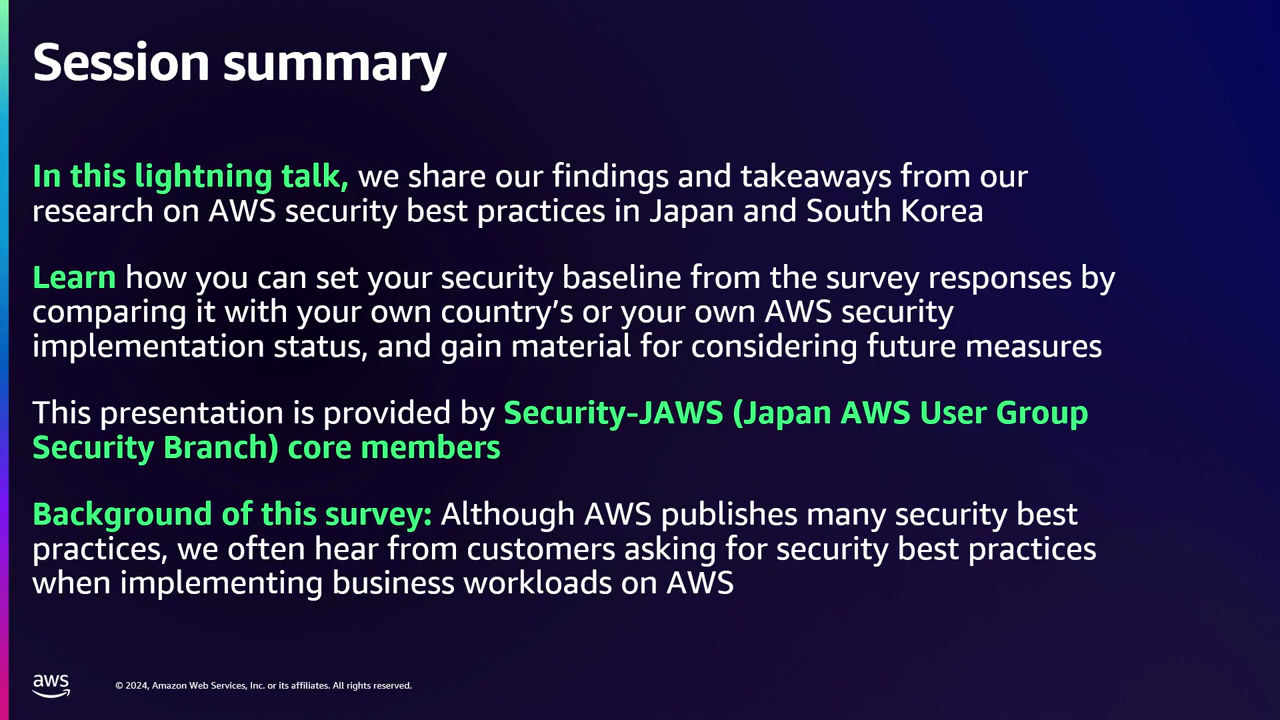 Session summary
In this lightning talk, we share our findings and takeaways from our
research on AWS security best practices in Japan and South Korea
Learn how you can set your security baseline from the survey responses by
comparing it with your own country’s or your own AWS security
implementation status, and gain material for considering future measures
This presentation is provided by Security-JAWS (Japan AWS User Group
Security Branch) core members
Background of this survey: Although AWS publishes many security best
practices, we often hear from customers asking for security best practices
when implementing business workloads on AWS
aws
© 2024, Amazon Web Services, Inc. or its affiliates. All rights reserved.